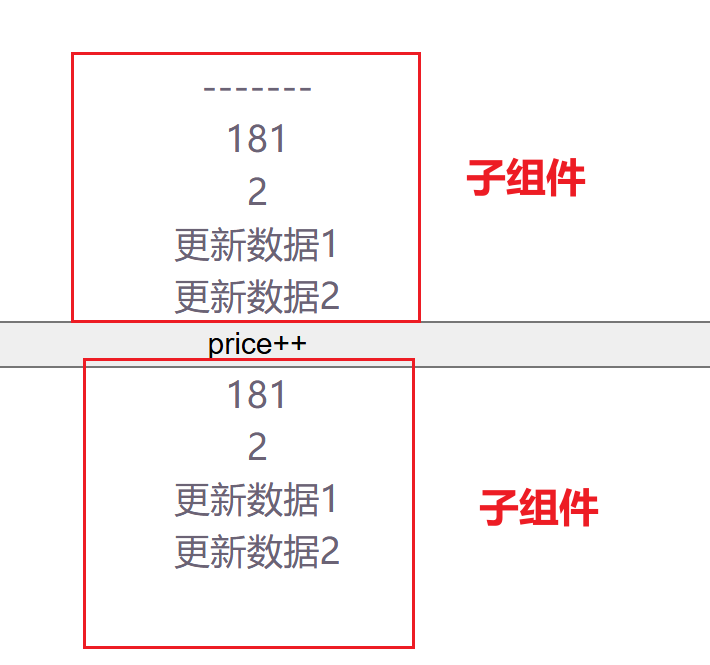 -------
181
子组件
2
更新数据1
更新数据2
price++
181
2
更新数据1
子组件
更新数据2